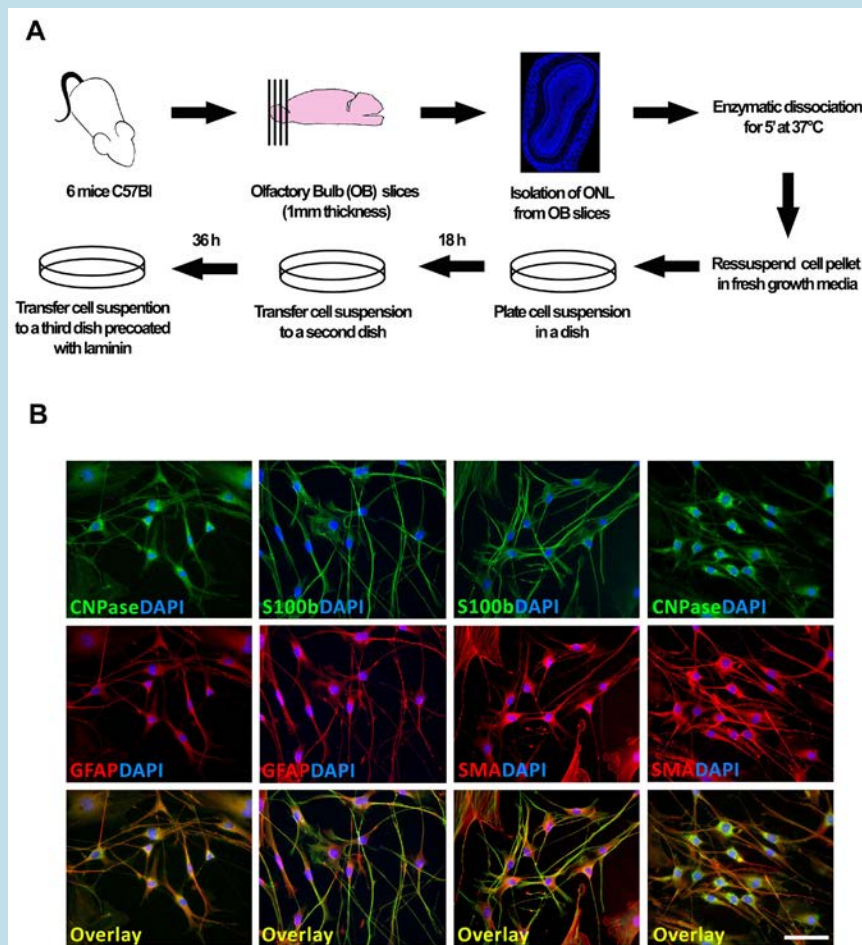 A
6 mice C57Bl
Olfactory Bulb (OB) slices
(1mm thickness)
Isolation of ONL
from OB slices
Enzymatic dissociation
for 5' at 37°C
Ressuspend cell pellet
in fresh growth media
Plate cell suspension
in a dish
18 h
Transfer cell suspension
to a second dish
36 h
Transfer cell suspention
to a third dish precoated
with laminin
B
CNPaseDAPI
S100bDAPI
S100bDAPI
CNPaseDAPI
GFAPDAPI
GFAPDAPI
SMADAPI
SMADAPI
Overlay
Overlay
Overlay
Overlay